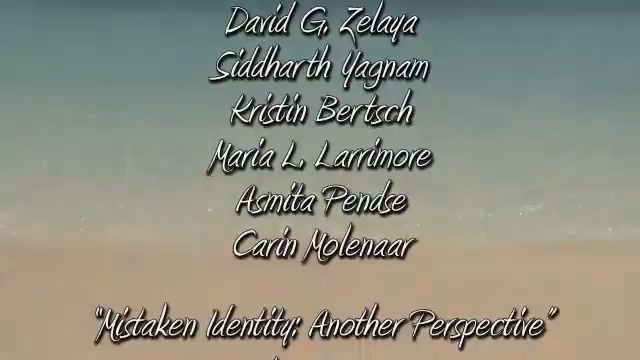 David G. Zelaya
Siddharth Yagnam
Kristin Bertsch
Maria L. Larrimore
Asmita Pendse
Carin Molenaar
"Mistaken Identity: Another Perspective"